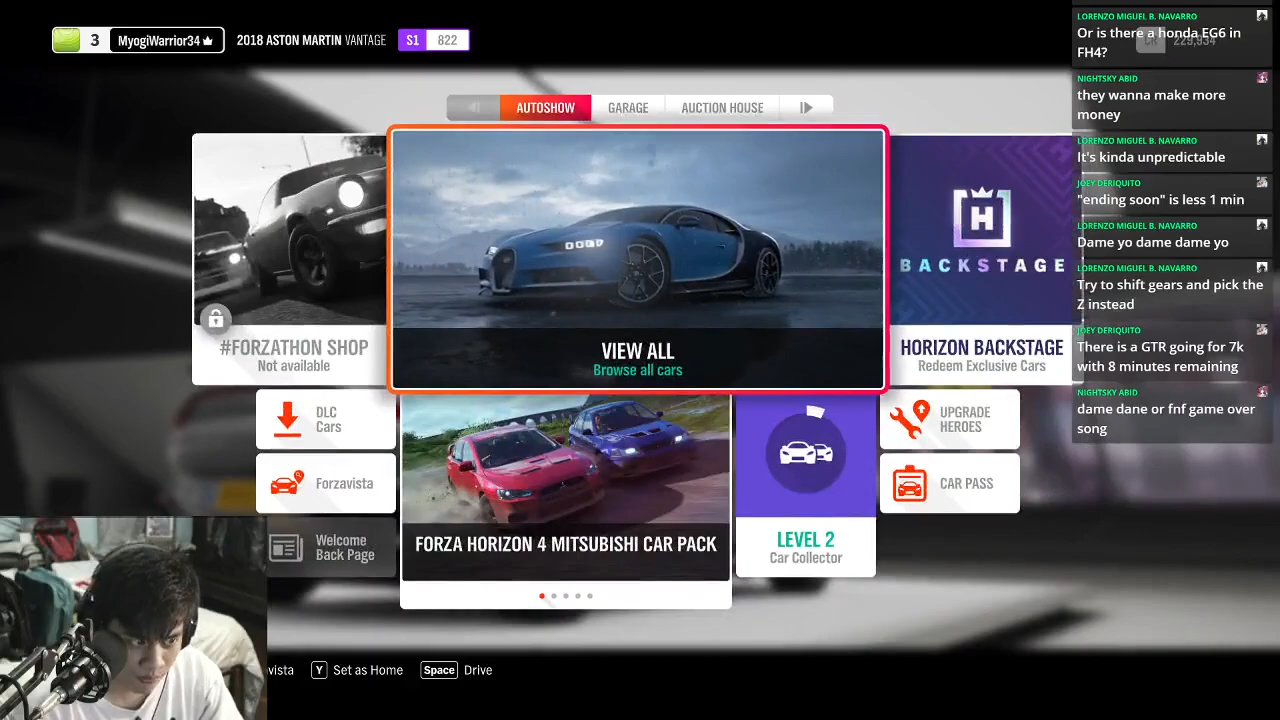 3 MyogiWarrior34 2018 ASTON MARTIN VANTAGE S1 822
CR 229,934
AUTOSHOW GARAGE AUCTION HOUSE
#FORZATHON SHOP
Not available
VIEW ALL
Browse all cars
H
BACKSTAGE
HORIZON BACKSTAGE
Redeem Exclusive Cars
DLC
Cars
Forzavista
Welcome
Back Page
FORZA HORIZON 4 MITSUBISHI CAR PACK
LEVEL 2
Car Collector
UPGRADE
HEROES
CAR PASS
vista Y Set as Home Space Drive
LORENZO MIGUEL B. NAVARRO
Or is there a honda EG6 in
FH4?
NIGHTSKY ABID
they wanna make more
money
LORENZO MIGUEL B. NAVARRO
It's kinda unpredictable
JOEY DERIQUITO
"ending soon" is less 1 min
LORENZO MIGUEL B. NAVARRO
Dame yo dame dame yo
LORENZO MIGUEL B. NAVARRO
Try to shift gears and pick the
Z instead
JOEY DERIQUITO
There is a GTR going for 7k
with 8 minutes remaining
NIGHTSKY ABID
dame dane or fnf game over
song